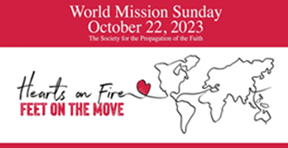 World Mission Sunday
October 22, 2023
The Society for the Propagation of the Faith
Hearts on Fire
FEET ON THE MOVE